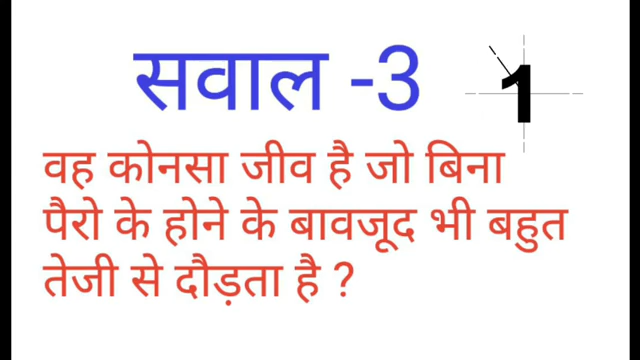 सवाल -3
1
वह कोनसा जीव है जो बिना
पैरो के होने के बावजूद भी बहुत
तेजी से दौड़ता है ?